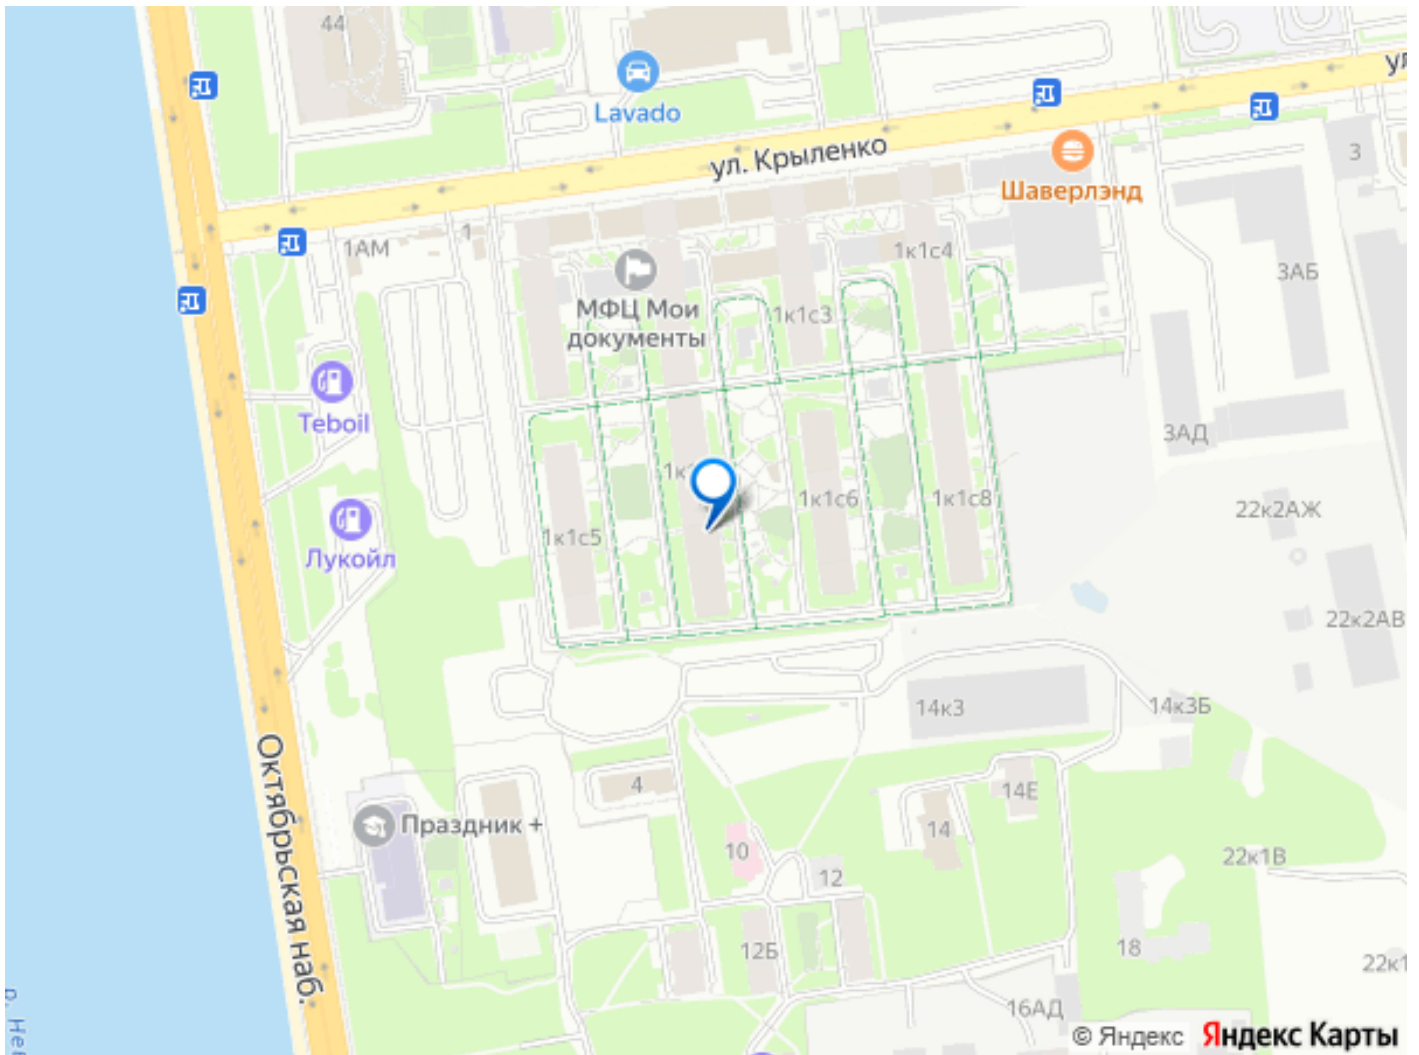 44
Lavado
ул. Крыленко
Шаверлэнд
3
1АМ
1
МФЦ Мои
документы
1к1с4
3АБ
1к1с3
Teboil
3АД
1к1с6
1к1с8
22к2АЖ
1к1с5
Лукойл
22к2АВ
14к3
14к3Б
Октябрьская наб.
4
14Е
Праздник +
14
10
12
22к1В
12Б
18
16АД
© Яндекс
Яндекс Карты